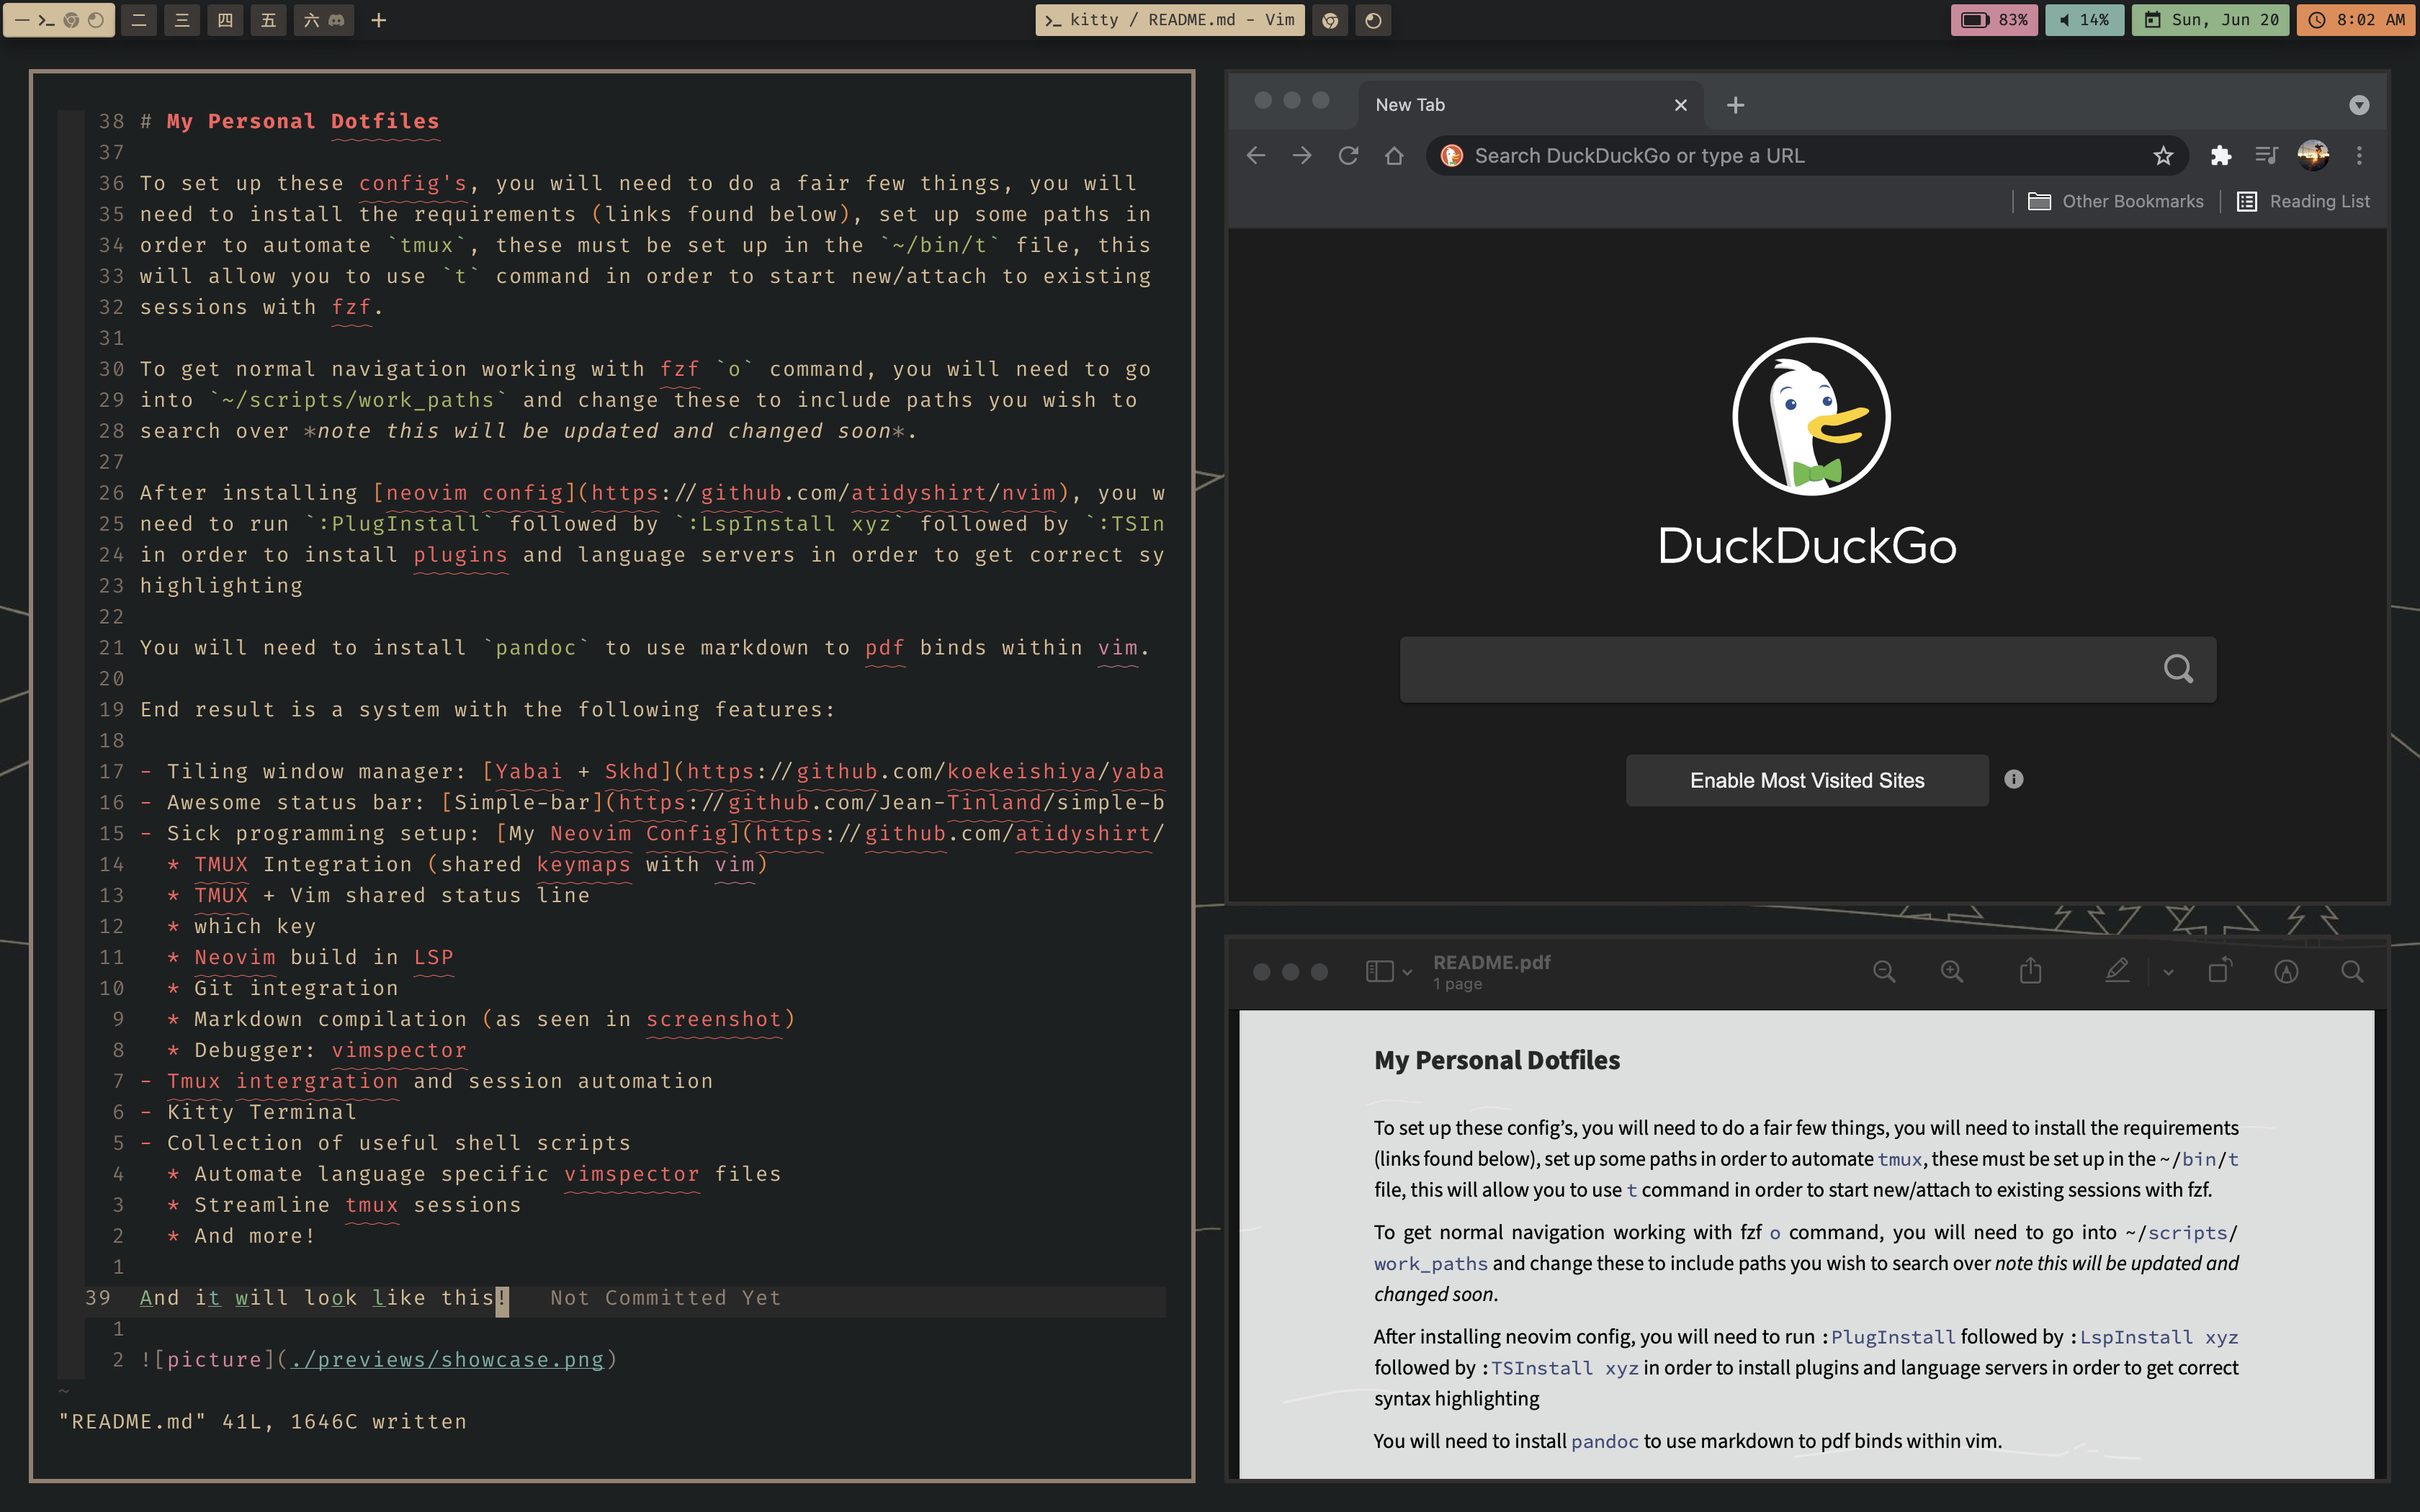 一
二
三
四
五
六
+
kitty / README.md - Vim
83%
14%
Sun, Jun 20
8:02 AM
38 # My Personal Dotfiles
37
36 To set up these config's, you will need to do a fair few things, you will
35 need to install the requirements (links found below), set up some paths in
34 order to automate `tmux`, these must be set up in the `~/bin/t` file, this
33 will allow you to use `t` command in order to start new/attach to existing
32 sessions with fzf.
31
30 To get normal navigation working with fzf `o` command, you will need to go
29 into `~/scripts/work_paths` and change these to include paths you wish to
28 search over *note this will be updated and changed soon*.
27
26 After installing [neovim config](https://github.com/atidyshirt/nvim), you w
25 need to run `:PlugInstall` followed by `:LspInstall xyz` followed by `:TSIn
24 in order to install plugins and language servers in order to get correct sy
23 highlighting
22
21 You will need to install `pandoc` to use markdown to pdf binds within vim.
20
19 End result is a system with the following features:
18
17 - Tiling window manager: [Yabai + Skhd](https://github.com/koekeishiya/yaba
16 - Awesome status bar: [Simple-bar](https://github.com/Jean-Tinland/simple-b
15 - Sick programming setup: [My Neovim Config](https://github.com/atidyshirt/
14 * TMUX Integration (shared keymaps with vim)
13 * TMUX + Vim shared status line
12 * which key
11 * Neovim build in LSP
10 * Git integration
9 * Markdown compilation (as seen in screenshot)
8 * Debugger: vimspector
7 - Tmux intergration and session automation
6 - Kitty Terminal
5 - Collection of useful shell scripts
4 * Automate language specific vimspector files
3 * Streamline tmux sessions
2 * And more!
1
39 And it will look like this! Not Committed Yet
1
2 ![picture](./previews/showcase.png)
~
"README.md" 41L, 1646C written
New Tab
Search DuckDuckGo or type a URL
Other Bookmarks
Reading List
DuckDuckGo
Enable Most Visited Sites
README.pdf
1 page
My Personal Dotfiles
To set up these config’s, you will need to do a fair few things, you will need to install the requirements
(links found below), set up some paths in order to automate tmux, these must be set up in the ~/bin/t
file, this will allow you to use t command in order to start new/attach to existing sessions with fzf.
To get normal navigation working with fzf o command, you will need to go into ~/scripts/
work_paths and change these to include paths you wish to search over note this will be updated and
changed soon.
After installing neovim config, you will need to run :PlugInstall followed by :LspInstall xyz
followed by :TSInstall xyz in order to install plugins and language servers in order to get correct
syntax highlighting
You will need to install pandoc to use markdown to pdf binds within vim.